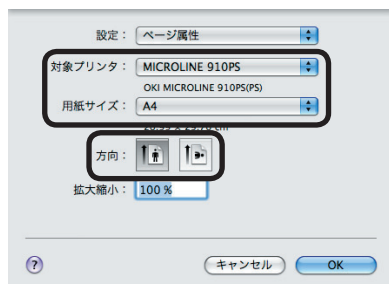 設定： ページ属性
対象プリンタ： MICROLINE 910PS
OKI MICROLINE 910PS(PS)
用紙サイズ： A4
方向：
拡大縮小： 100 %
? キャンセル OK